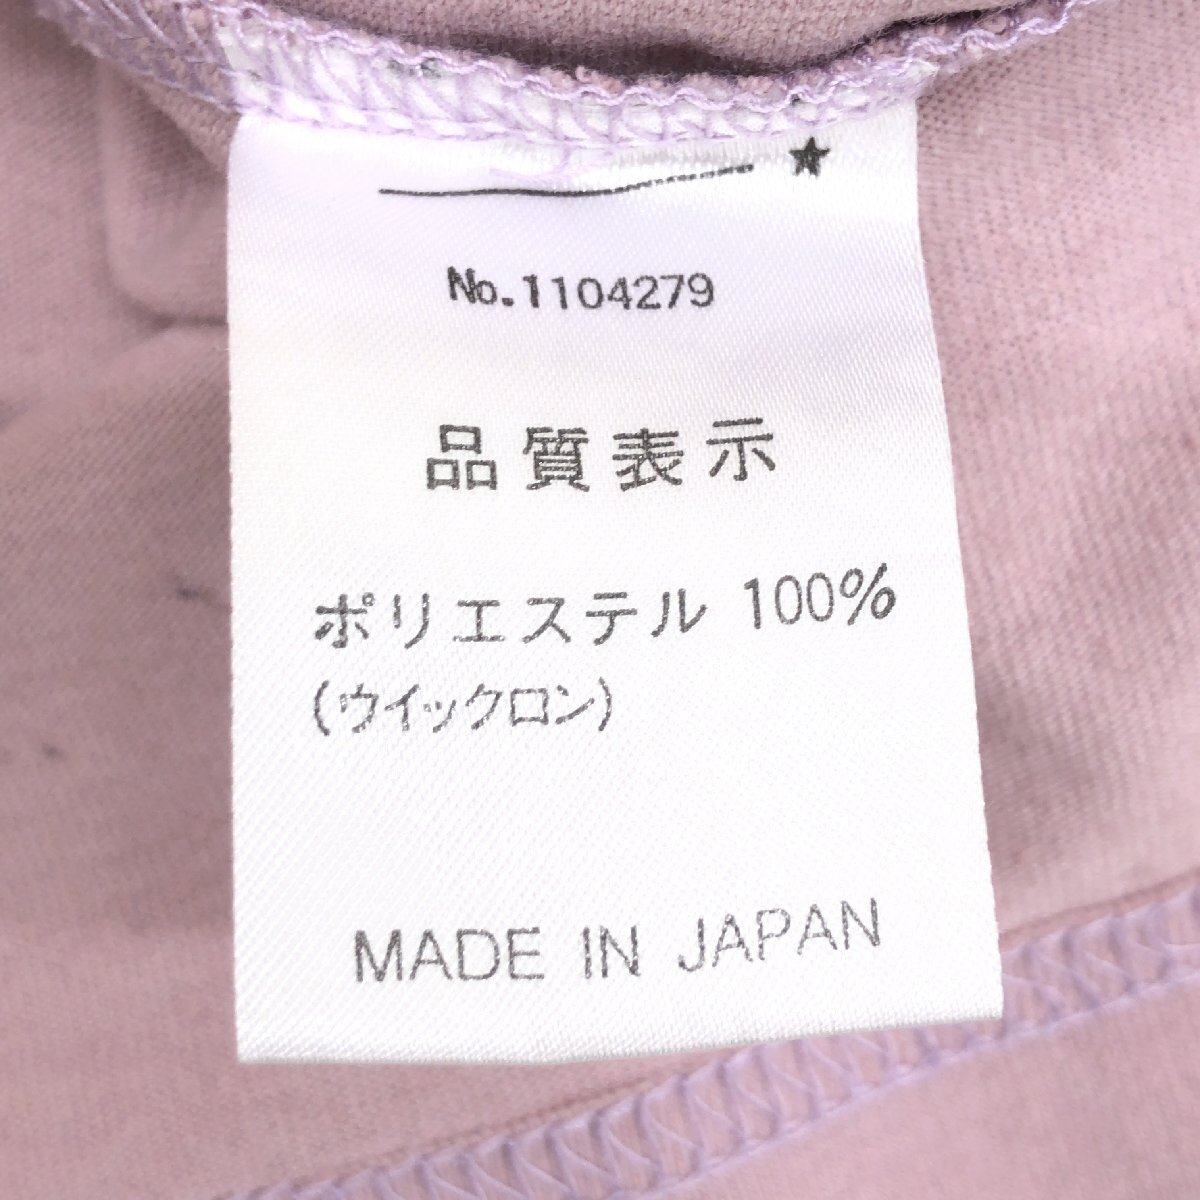 No.1104279
品質表示
ポリエステル 100%
(ウイックロン)
MADE IN JAPAN